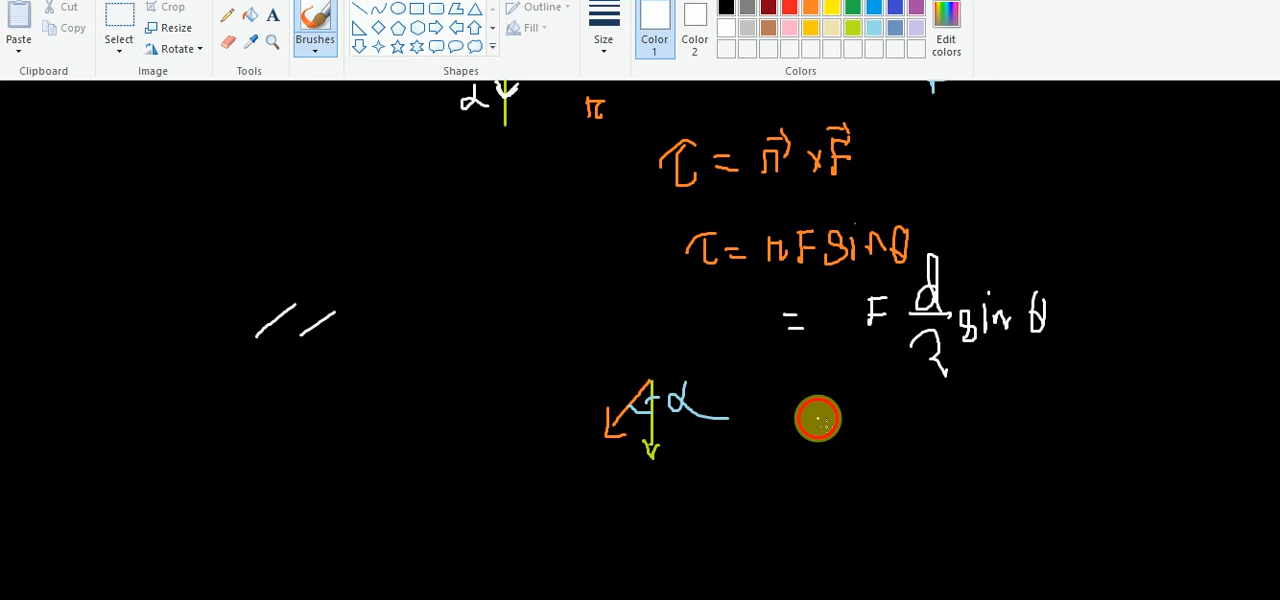 Paste
Cut
Copy
Clipboard
Select
Crop
Resize
Rotate
Image
A
Tools
Brushes
Outline
Fill
Shapes
Size
Color 1
Color 2
Edit colors
Colors
α
r
τ = r⃗ × F⃗
τ = r F sin θ
= F d/2 sin θ
α